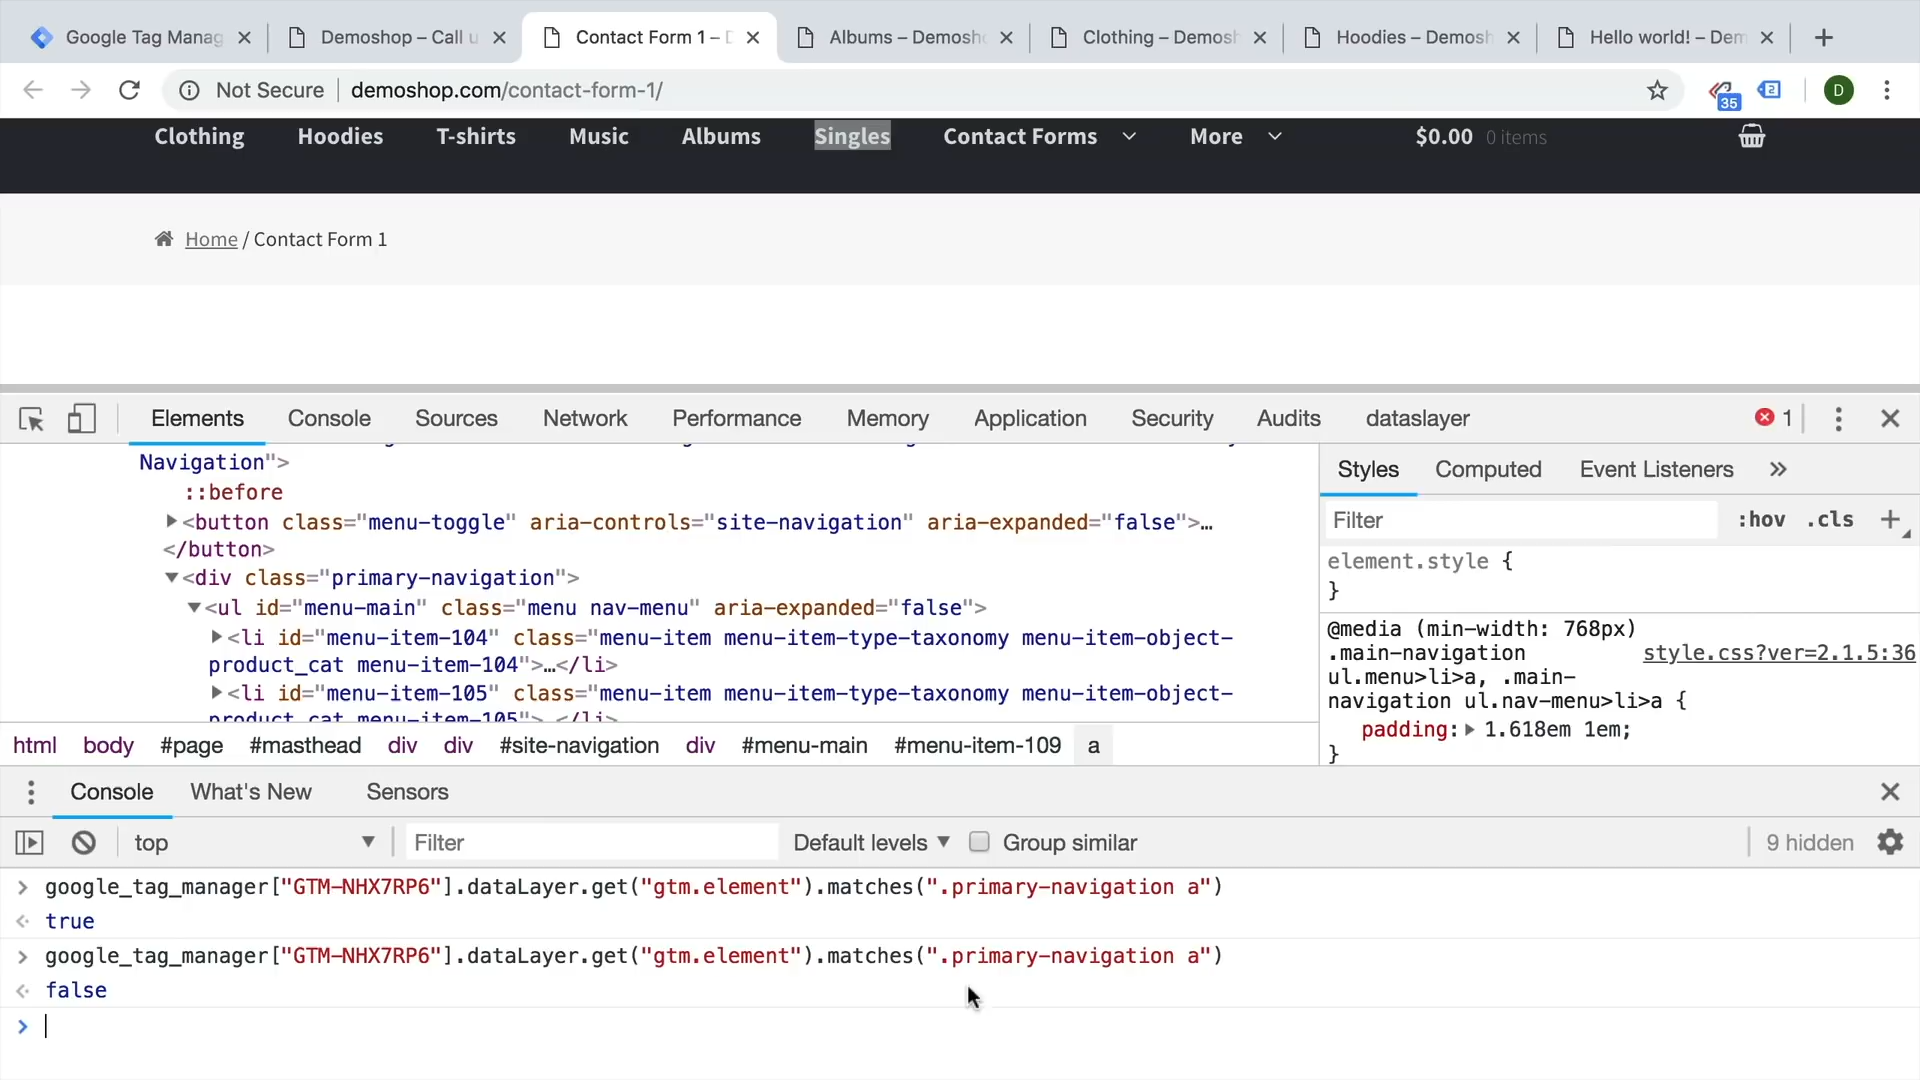 Google Tag Manag
Demoshop – Call u
Contact Form 1 –
Albums – Demosh
Clothing – Demosh
Hoodies – Demosh
Hello world! – Dem
Not Secure
demoshop.com/contact-form-1/
35
2
D
Clothing
Hoodies
T-shirts
Music
Albums
Singles
Contact Forms
More
$0.00 0 items
Home / Contact Form 1
Elements
Console
Sources
Network
Performance
Memory
Application
Security
Audits
dataslayer
1
Navigation">
::before
<button class="menu-toggle" aria-controls="site-navigation" aria-expanded="false">…
</button>
<div class="primary-navigation">
<ul id="menu-main" class="menu nav-menu" aria-expanded="false">
<li id="menu-item-104" class="menu-item menu-item-type-taxonomy menu-item-object-
product_cat menu-item-104">…</li>
<li id="menu-item-105" class="menu-item menu-item-type-taxonomy menu-item-object-
product_cat menu-item-105">…</li>
html body #page #masthead div div #site-navigation div #menu-main #menu-item-109 a
Styles
Computed
Event Listeners
»
Filter
:hov
.cls
+
element.style {
}
@media (min-width: 768px)
.main-navigation style.css?ver=2.1.5:36
ul.menu>li>a, .main-
navigation ul.nav-menu>li>a {
padding: 1.618em 1em;
}
Console
What's New
Sensors
top
Filter
Default levels
Group similar
9 hidden
google_tag_manager["GTM-NHX7RP6"].dataLayer.get("gtm.element").matches(".primary-navigation a")
true
google_tag_manager["GTM-NHX7RP6"].dataLayer.get("gtm.element").matches(".primary-navigation a")
false